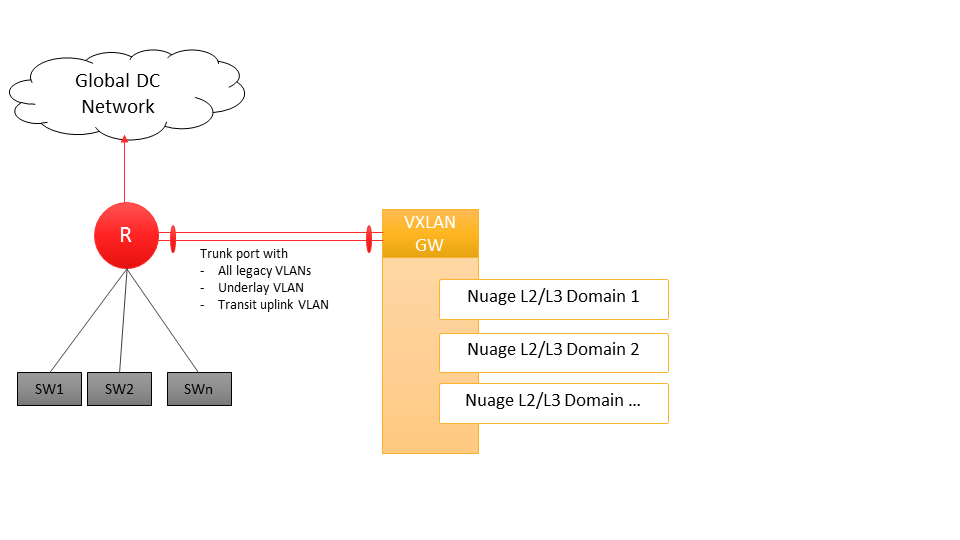 Global DC
Network
R
VXLAN
GW
Trunk port with
- All legacy VLANs
- Underlay VLAN
- Transit uplink VLAN
Nuage L2/L3 Domain 1
Nuage L2/L3 Domain 2
Nuage L2/L3 Domain ...
SW1
SW2
SWn